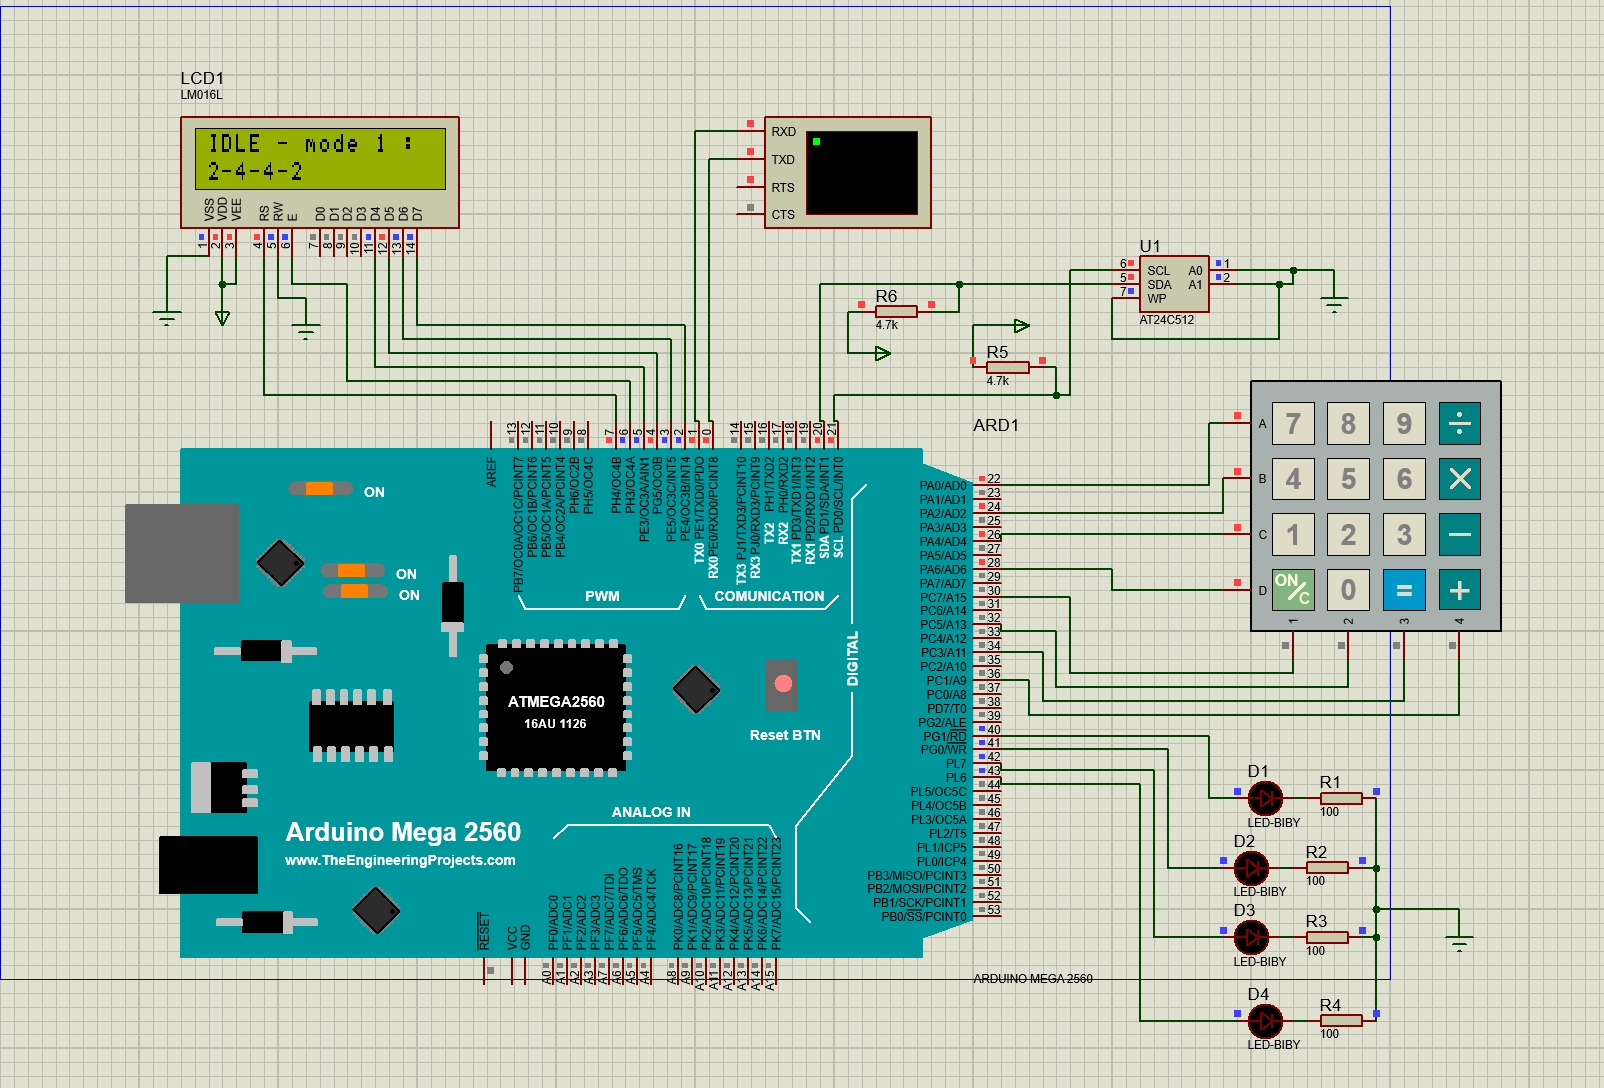 LCD1
LM016L
IDLE - mode 1 :
2-4-4-2
VSS VDD VEE RS RW E D0 D1 D2 D3 D4 D5 D6 D7
1 2 3 4 5 6 7 8 9 10 11 12 13 14
RXD
TXD
RTS
CTS
U1
6 SCL A0 1
5 SDA A1 2
7 WP
AT24C512
R6
4.7k
R5
4.7k
ARD1
AREF
13 12 11 10 9 8 7 6 5 4 3 2 1 0 14 15 16 17 18 19 20 21
PB7/OC0A/OC1C/PCINT7
PB6/OC1B/PCINT6
PB5/OC1A/PCINT5
PB4/OC2A/PCINT4
PH6/OC2B
PH5/OC4C
PH4/OC4B
PH3/OC4A
PE3/OC3A/AIN1
PG5/OC0B
PE5/OC3C/INT5
PE4/OC3B/INT4
TX0 PE1/TXD0/PDO
RX0 PE0/RXD0/PCINT8
TX3 PJ1/TXD3/PCINT10
RX3 PJ0/RXD3/PCINT9
TX2 PH1/TXD2
RX2 PH0/RXD2
TX1 PD3/TXD1/INT3
RX1 PD2/RXD1/INT2
SDA PD1/SDA/INT1
SCL PD0/SCL/INT0
ON
ON
ON
PWM
COMUNICATION
DIGITAL
ATMEGA2560
16AU 1126
Reset BTN
ANALOG IN
Arduino Mega 2560
www.TheEngineeringProjects.com
PA0/AD0 22
PA1/AD1 23
PA2/AD2 24
PA3/AD3 25
PA4/AD4 26
PA5/AD5 27
PA6/AD6 28
PA7/AD7 29
PC7/A15 30
PC6/A14 31
PC5/A13 32
PC4/A12 33
PC3/A11 34
PC2/A10 35
PC1/A9 36
PC0/A8 37
PD7/T0 38
PG2/ALE 39
PG1/RD 40
PG0/WR 41
PL7 42
PL6 43
PL5/OC5C 44
PL4/OC5B 45
PL3/OC5A 46
PL2/T5 47
PL1/ICP5 48
PL0/ICP4 49
PB3/MISO/PCINT3 50
PB2/MOSI/PCINT2 51
PB1/SCK/PCINT1 52
PB0/SS/PCINT0 53
RESET
VCC
GND
PF0/ADC0
PF1/ADC1
PF2/ADC2
PF3/ADC3
PF7/ADC7/TDI
PF6/ADC6/TDO
PF5/ADC5/TMS
PF4/ADC4/TCK
PK0/ADC8/PCINT16
PK1/ADC9/PCINT17
PK2/ADC10/PCINT18
PK3/ADC11/PCINT19
PK4/ADC12/PCINT20
PK5/ADC13/PCINT21
PK6/ADC14/PCINT22
PK7/ADC15/PCINT23
A0 A1 A2 A3 A7 A6 A5 A4 A8 A9 A10 A11 A12 A13 A14 A15
ARDUINO MEGA 2560
A 7 8 9 ÷
B 4 5 6 ×
C 1 2 3 −
D ON/C 0 = +
1 2 3 4
D1
LED-BIBY
R1
100
D2
LED-BIBY
R2
100
D3
LED-BIBY
R3
100
D4
LED-BIBY
R4
100